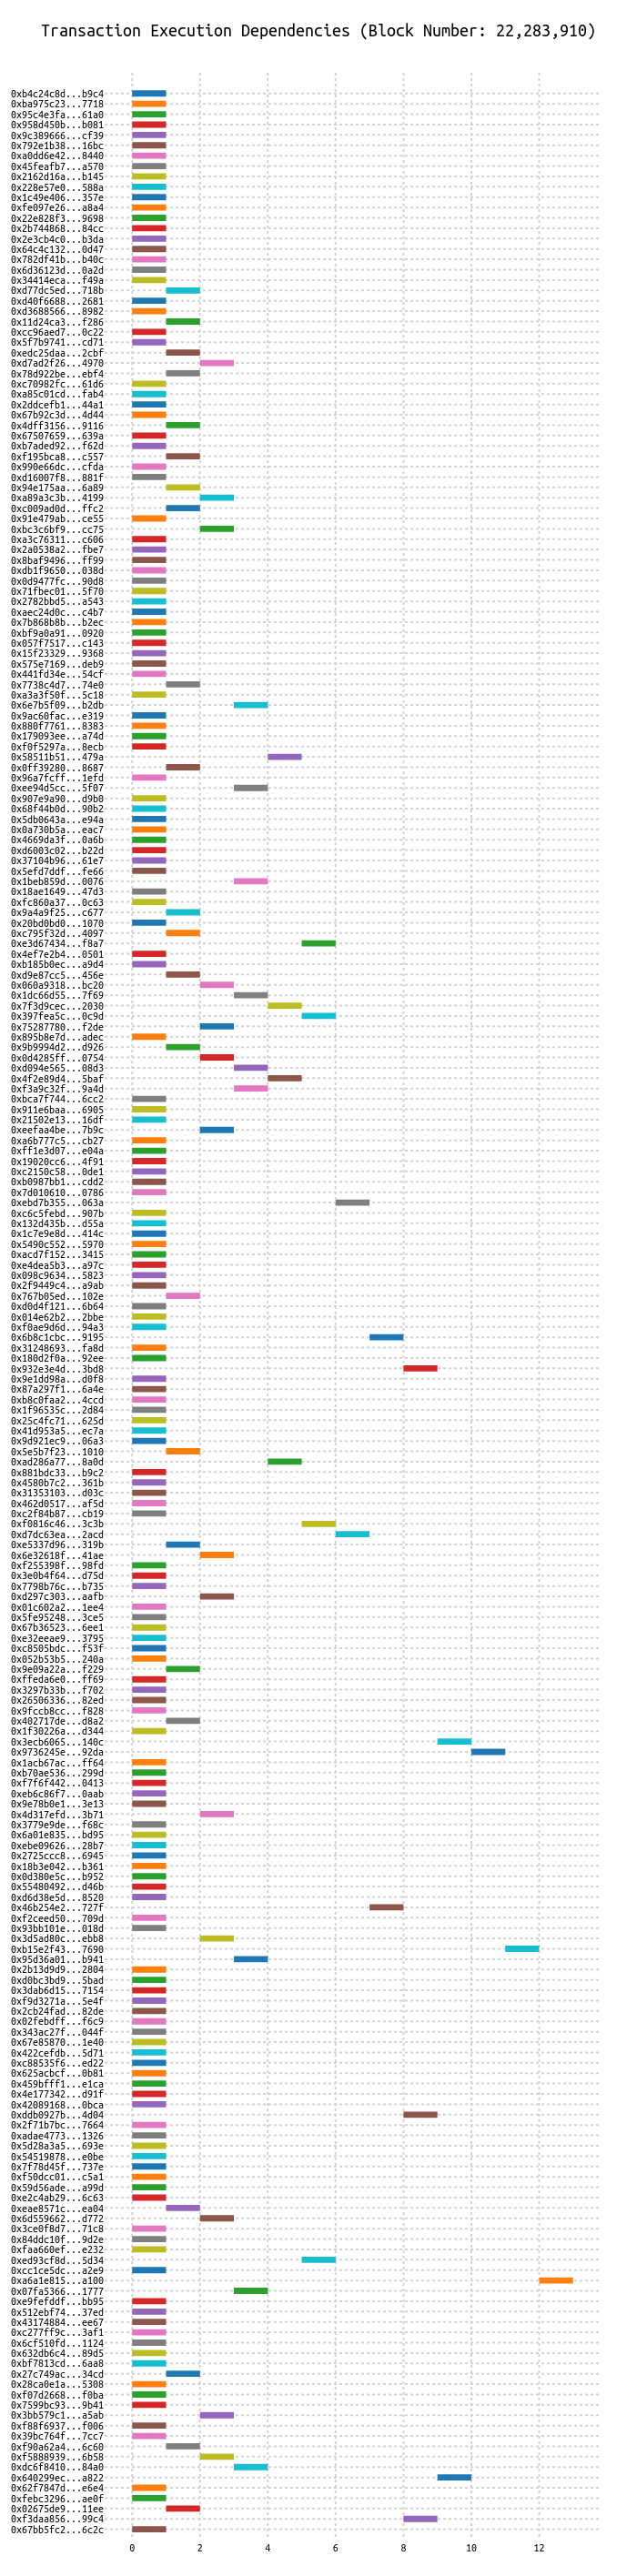 Transaction Execution Dependencies (Block Number: 22,283,910)
0xb4c24c8d...b9c4
0xba975c23...7718
0x95c4e3fa...61a0
0x958d450b...b081
0x9c389666...cf39
0x792e1b38...16bc
0xa0dd6e42...8440
0x45feafb7...a570
0x2162d16a...b145
0x228e57e0...588a
0x1c49e406...357e
0xfe097e26...a8a4
0x22e828f3...9698
0x2b744868...84cc
0x2e3cb4c0...b3da
0x64c4c132...0d47
0x782df41b...b40c
0x6d36123d...0a2d
0x34414eca...f49a
0xd77dc5ed...718b
0xd40f6688...2681
0xd3688566...8982
0x11d24ca3...f286
0xcc96aed7...0c22
0x5f7b9741...cd71
0xedc25daa...2cbf
0xd7ad2f26...4970
0x78d922be...ebf4
0xc70982fc...61d6
0xa85c01cd...fab4
0x2ddcefb1...44a1
0x67b92c3d...4d44
0x4dff3156...9116
0x67507659...639a
0xb7aded92...f62d
0xf195bca8...c557
0x990e66dc...cfda
0xd16007f8...881f
0x94e175aa...6a89
0xa89a3c3b...4199
0xc009ad0d...ffc2
0x91e479ab...ce55
0xbc3c6bf9...cc75
0xa3c76311...c606
0x2a0538a2...fbe7
0x8baf9496...ff99
0xdb1f9650...038d
0x0d9477fc...90d8
0x71fbec01...5f70
0x2782bbd5...a543
0xaec24d0c...c4b7
0x7b868b8b...b2ec
0xbf9a0a91...0920
0x057f7517...c143
0x15f23329...9368
0x575e7169...deb9
0x441fd34e...54cf
0x7738c4d7...74e0
0xa3a3f50f...5c18
0x6e7b5f09...b2db
0x9ac60fac...e319
0x880f7761...8383
0x179093ee...a74d
0xf0f5297a...8ecb
0x58511b51...479a
0x0ff39280...8687
0x96a7fcff...1efd
0xee94d5cc...5f07
0x907e9a90...d9b0
0x68f44b0d...90b2
0x5db0643a...e94a
0x0a730b5a...eac7
0x4669da3f...0a6b
0xd6003c02...b22d
0x37104b96...61e7
0x5efd7ddf...fe66
0x1beb859d...0076
0x18ae1649...47d3
0xfc860a37...0c63
0x9a4a9f25...c677
0x20bd0bd0...1070
0xc795f32d...4097
0xe3d67434...f8a7
0x4ef7e2b4...0501
0xb185b0ec...a9d4
0xd9e87cc5...456e
0x060a9318...bc20
0x1dc66d55...7f69
0x7f3d9cec...2030
0x397fea5c...0c9d
0x75287780...f2de
0x895b8e7d...adec
0x9b9994d2...d926
0x0d4285ff...0754
0xd094e565...08d3
0x4f2e89d4...5baf
0xf3a9c32f...9a4d
0xbca7f744...6cc2
0x911e6baa...6905
0x21502e13...16df
0xeefaa4be...7b9c
0xa6b777c5...cb27
0xff1e3d07...e04a
0x19020cc6...4f91
0xc2150c58...0de1
0xb0987bb1...cdd2
0x7d010610...0786
0xebd7b355...063a
0xc6c5febd...907b
0x132d435b...d55a
0x1c7e9e8d...414c
0x5490c552...5970
0xacd7f152...3415
0xe4dea5b3...a97c
0x098c9634...5823
0x2f9449c4...a9ab
0x767b05ed...102e
0xd0d4f121...6b64
0x014e62b2...2bbe
0xf0ae9d6d...94a3
0x6b8c1cbc...9195
0x31248693...fa8d
0x180d2f0a...92ee
0x932e3e4d...3bd8
0x9e1dd98a...d0f8
0x87a297f1...6a4e
0xb8c0faa2...4ccd
0x1f96535c...2d84
0x25c4fc71...625d
0x41d953a5...ec7a
0x9d921ec9...06a3
0x5e5b7f23...1010
0xad286a77...8a0d
0x881bdc33...b9c2
0x4580b7c2...361b
0x31353103...d03c
0x462d0517...af5d
0xc2f84b87...cb19
0xf0816c46...3c3b
0xd7dc63ea...2acd
0xe5337d96...319b
0x6e32618f...41ae
0xf255398f...98fd
0x3e0b4f64...d75d
0x7798b76c...b735
0xd297c303...aafb
0x01c602a2...1ee4
0x5fe95248...3ce5
0x67b36523...6ee1
0xe32eeae9...3795
0xc8505bdc...f53f
0x052b53b5...240a
0x9e09a22a...f229
0xffeda6e0...ff69
0x3297b33b...f702
0x26506336...82ed
0x9fccb8cc...f828
0x402717de...d8a2
0x1f30226a...d344
0x3ecb6065...140c
0x9736245e...92da
0x1acb67ac...ff64
0xb70ae536...299d
0xf7f6f442...0413
0xeb6c86f7...0aab
0x9e78b0e1...3e13
0x4d317efd...3b71
0x3779e9de...f68c
0x6a01e835...bd95
0xebe09626...28b7
0x2725ccc8...6945
0x18b3e042...b361
0x0d380e5c...b952
0x55480492...d46b
0xd6d38e5d...8520
0x46b254e2...727f
0xf2ceed50...709d
0x93bb101e...018d
0x3d5ad80c...ebb8
0xb15e2f43...7690
0x95d36a01...b941
0x2b13d9d9...2804
0xd0bc3bd9...5bad
0x3dab6d15...7154
0xf9d3271a...5e4f
0x2cb24fad...82de
0x02febdff...f6c9
0x343ac27f...044f
0x67e85870...1e40
0x422cefdb...5d71
0xc88535f6...ed22
0x625acbcf...0b81
0x459bfff1...e1ca
0x4e177342...d91f
0x42089168...0bca
0xddb0927b...4d04
0x2f71b7bc...7664
0xadae4773...1326
0x5d28a3a5...693e
0x54519878...e0be
0x7f78d45f...737e
0xf50dcc01...c5a1
0x59d56ade...a99d
0xe2c4ab29...6c63
0xeae8571c...ea04
0x6d559662...d772
0x3ce0f8d7...71c8
0x84ddc10f...9d2e
0xfaa660ef...e232
0xed93cf8d...5d34
0xcc1ce5dc...a2e9
0xa6a1e815...a100
0x07fa5366...1777
0xe9fefddf...bb95
0x512ebf74...37ed
0x43174884...ee67
0xc277ff9c...3af1
0x6cf510fd...1124
0x632db6c4...89d5
0xbf7813cd...6aa8
0x27c749ac...34cd
0x28ca0e1a...5308
0xf07d2668...f0ba
0x7599bc93...9b41
0x3bb579c1...a5ab
0xf88f6937...f006
0x39bc764f...7cc7
0xf90a62a4...6c60
0xf5888939...6b58
0xdc6f8410...84a0
0x640299ec...a822
0x62f7847d...e6e4
0xfebc3296...ae0f
0x02675de9...11ee
0xf3daa856...99c4
0x67bb5fc2...6c2c
0 2 4 6 8 10 12